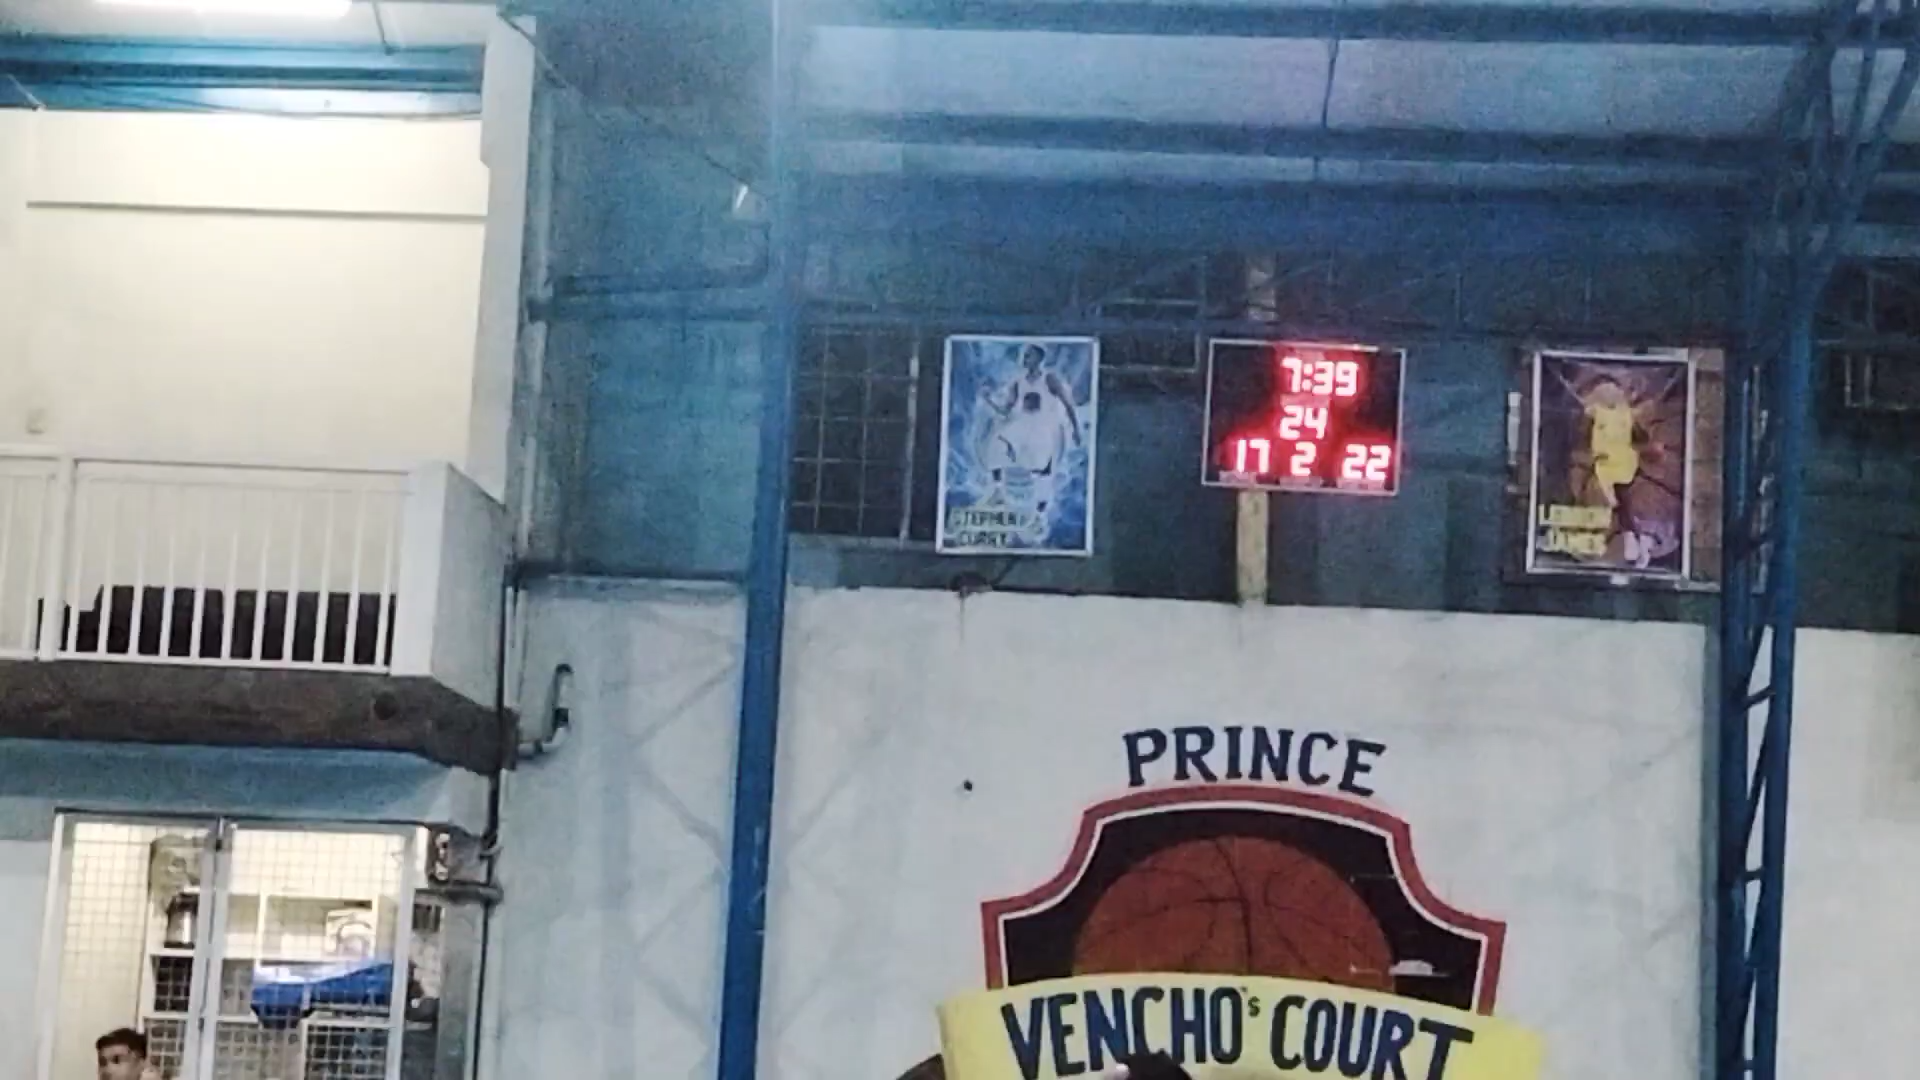 7:39
24
17 2 22
STEPHEN
CURRY
PRINCE
VENCHO's COURT